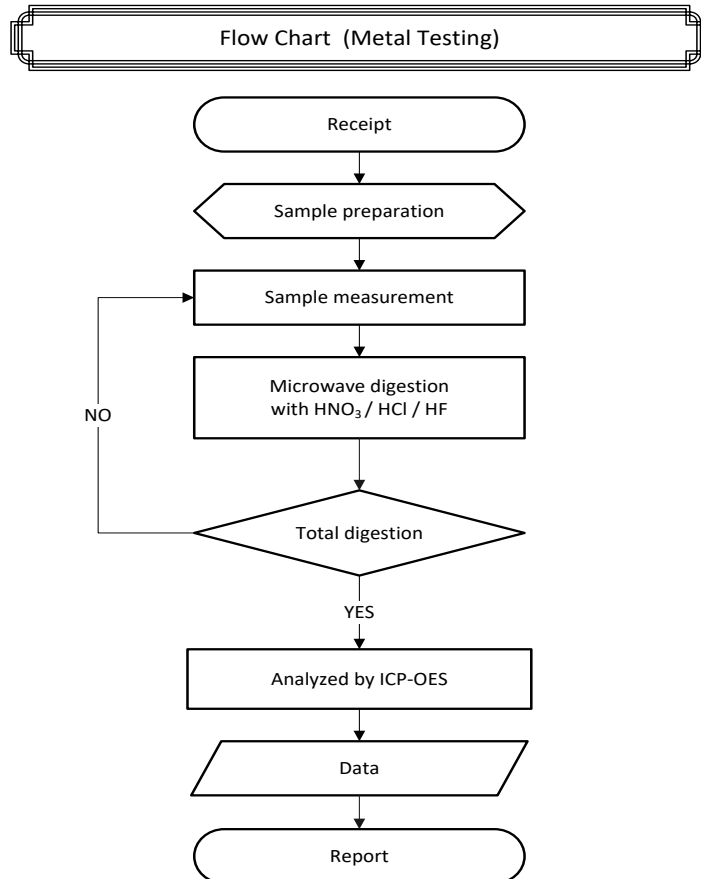 Flow Chart (Metal Testing)
Receipt
Sample preparation
Sample measurement
Microwave digestion
with HNO₃ / HCl / HF
NO
Total digestion
YES
Analyzed by ICP-OES
Data
Report